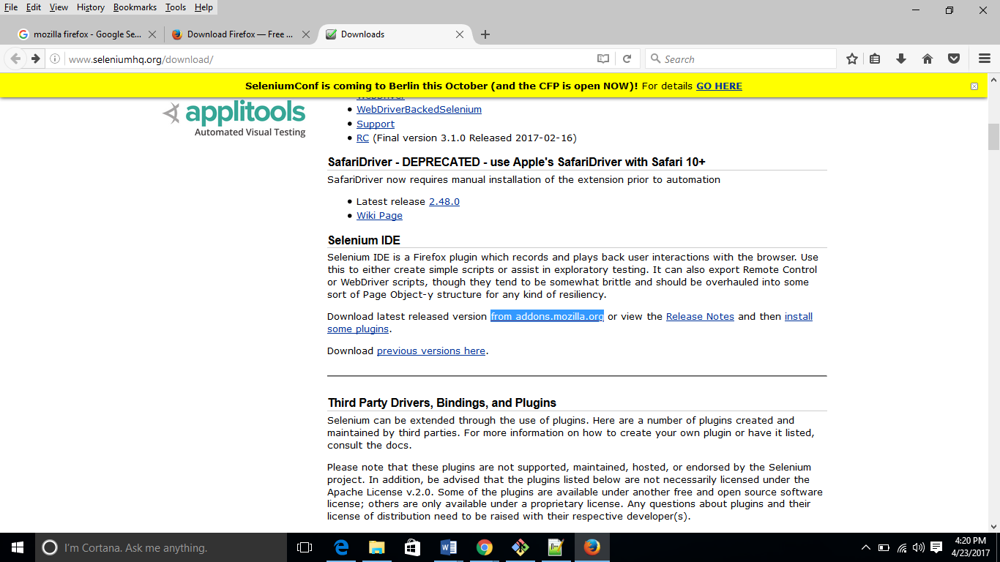 File Edit View History Bookmarks Tools Help
mozilla firefox - Google Se...
Download Firefox — Free ...
Downloads
www.seleniumhq.org/download/
Search
SeleniumConf is coming to Berlin this October (and the CFP is open NOW)! For details GO HERE
applitools
Automated Visual Testing
WebDriver
WebDriverBackedSelenium
Support
RC (Final version 3.1.0 Released 2017-02-16)
SafariDriver - DEPRECATED - use Apple's SafariDriver with Safari 10+
SafariDriver now requires manual installation of the extension prior to automation
Latest release 2.48.0
Wiki Page
Selenium IDE
Selenium IDE is a Firefox plugin which records and plays back user interactions with the browser. Use
this to either create simple scripts or assist in exploratory testing. It can also export Remote Control
or WebDriver scripts, though they tend to be somewhat brittle and should be overhauled into some
sort of Page Object-y structure for any kind of resiliency.
Download latest released version from addons.mozilla.org or view the Release Notes and then install
some plugins.
Download previous versions here.
Third Party Drivers, Bindings, and Plugins
Selenium can be extended through the use of plugins. Here are a number of plugins created and
maintained by third parties. For more information on how to create your own plugin or have it listed,
consult the docs.
Please note that these plugins are not supported, maintained, hosted, or endorsed by the Selenium
project. In addition, be advised that the plugins listed below are not necessarily licensed under the
Apache License v.2.0. Some of the plugins are available under another free and open source software
license; others are only available under a proprietary license. Any questions about plugins and their
license of distribution need to be raised with their respective developer(s).
I'm Cortana. Ask me anything.
4:20 PM
4/23/2017